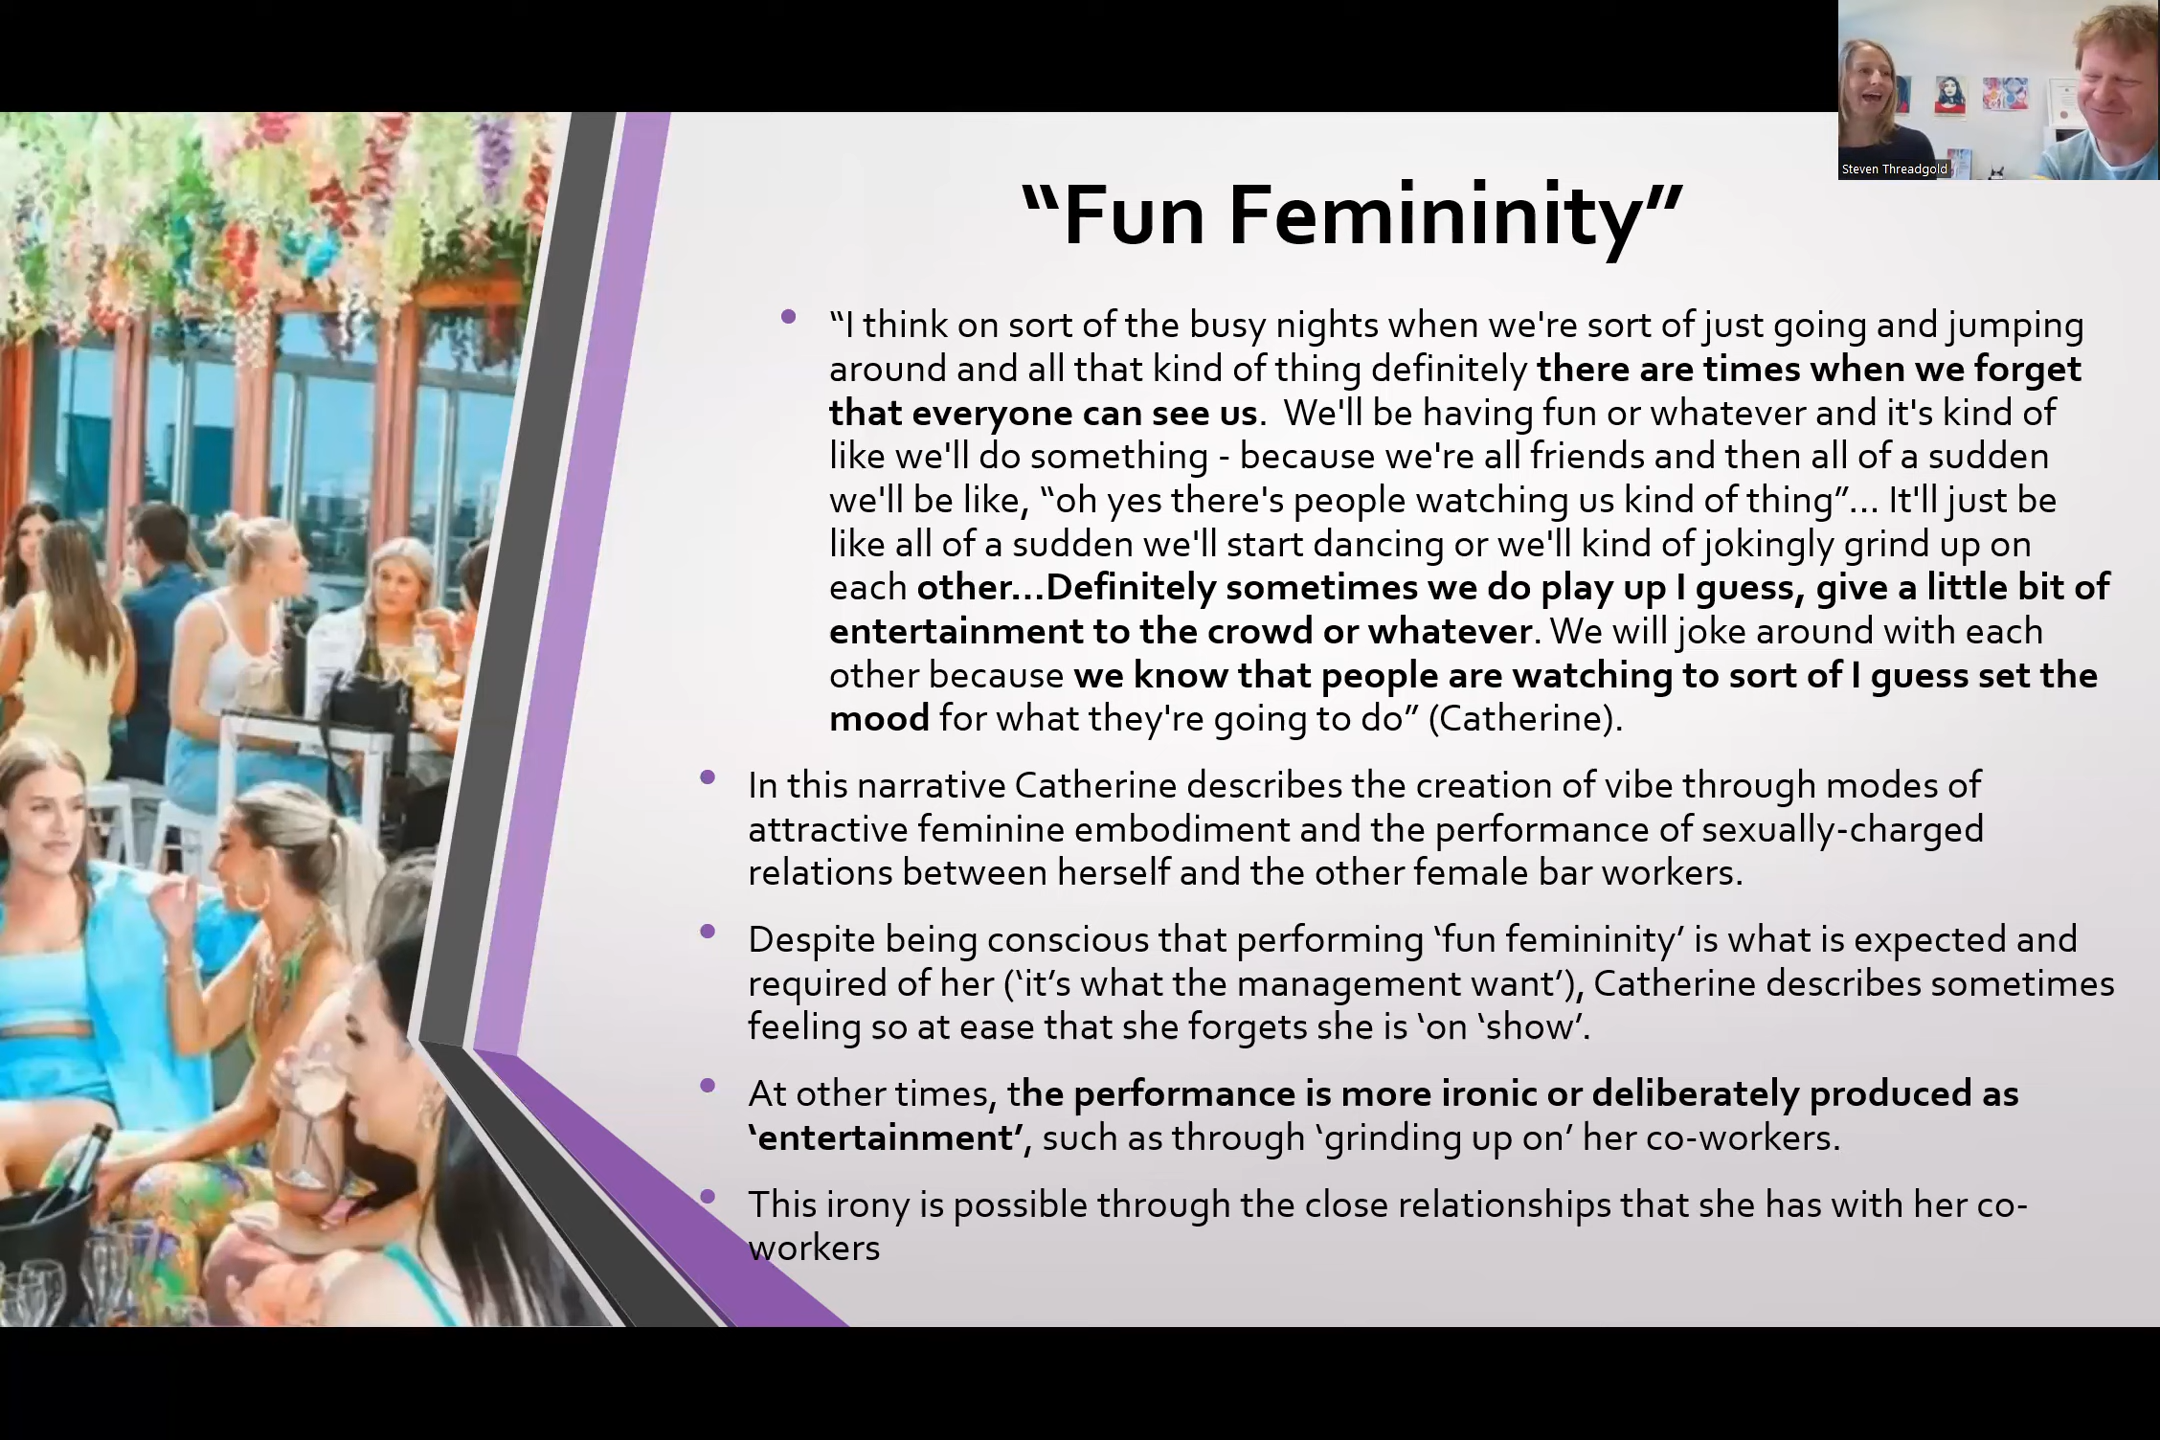 Steven Threadgold
“Fun Femininity”
• “I think on sort of the busy nights when we're sort of just going and jumping
around and all that kind of thing definitely there are times when we forget
that everyone can see us.  We'll be having fun or whatever and it's kind of
like we'll do something - because we're all friends and then all of a sudden
we'll be like, “oh yes there's people watching us kind of thing”… It'll just be
like all of a sudden we'll start dancing or we'll kind of jokingly grind up on
each other…Definitely sometimes we do play up I guess, give a little bit of
entertainment to the crowd or whatever. We will joke around with each
other because we know that people are watching to sort of I guess set the
mood for what they're going to do” (Catherine).
• In this narrative Catherine describes the creation of vibe through modes of
attractive feminine embodiment and the performance of sexually-charged
relations between herself and the other female bar workers.
• Despite being conscious that performing ‘fun femininity’ is what is expected and
required of her (‘it’s what the management want’), Catherine describes sometimes
feeling so at ease that she forgets she is ‘on ‘show’.
• At other times, the performance is more ironic or deliberately produced as
‘entertainment’, such as through ‘grinding up on’ her co-workers.
• This irony is possible through the close relationships that she has with her co-
workers